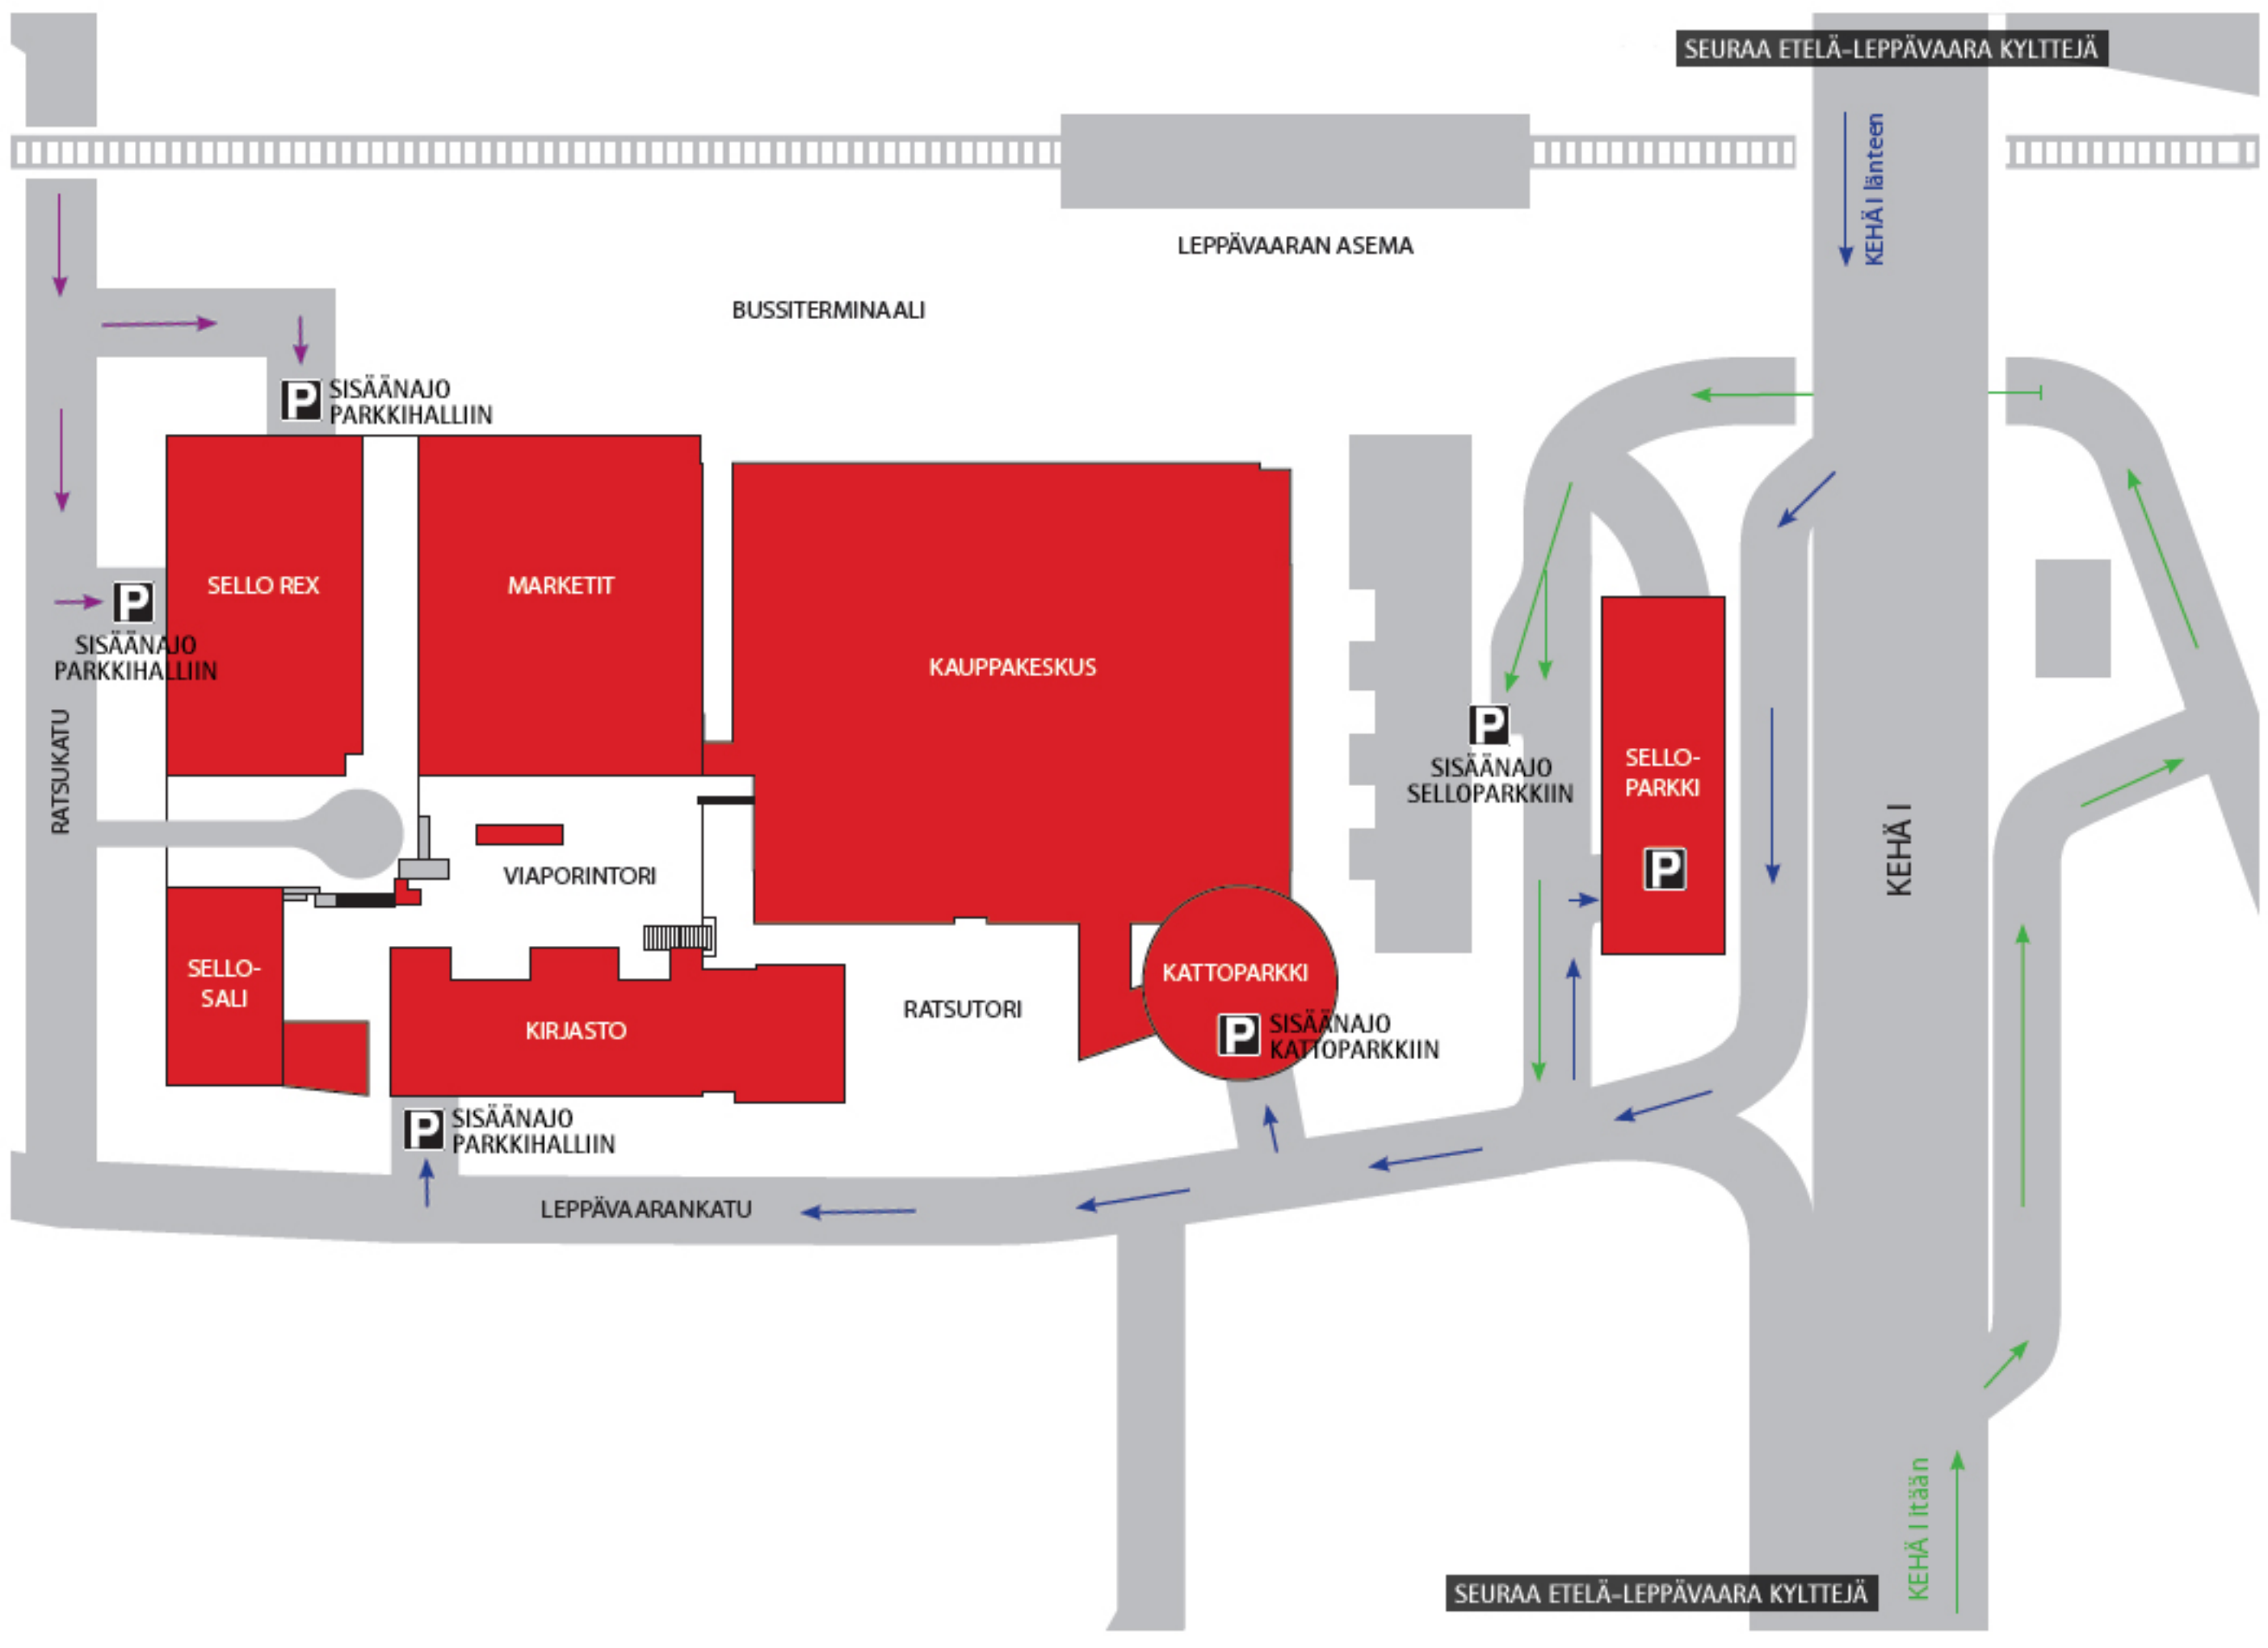 SEURAA ETELÄ-LEPPÄVAARA KYLTTEJÄ
KEHÄ I länteen
LEPPÄVAARAN ASEMA
BUSSITERMINAALI
P SISÄÄNAJO
PARKKIHALLIIN
SELLO REX
MARKETIT
P
SISÄÄNAJO
PARKKIHALLIIN
KAUPPAKESKUS
P
SISÄÄNAJO
SELLOPARKKIIN
SELLO-
PARKKI
P
RATSUKATU
KEHÄ I
VIAPORINTORI
SELLO-
SALI
KIRJASTO
RATSUTORI
KATTOPARKKI
P SISÄÄNAJO
KATTOPARKKIIN
P SISÄÄNAJO
PARKKIHALLIIN
LEPPÄVAARANKATU
KEHÄ I itään
SEURAA ETELÄ-LEPPÄVAARA KYLTTEJÄ